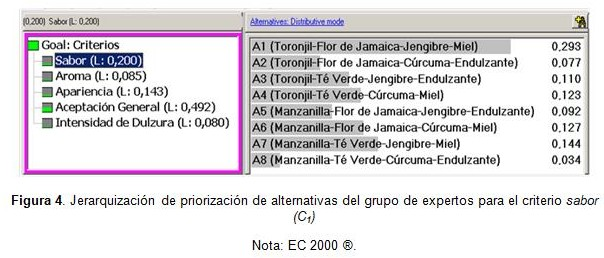 (0,200) Sabor (L: 0,200)
Alternatives: Distributive mode
Goal: Criterios
Sabor (L: 0,200)
Aroma (L: 0,085)
Apariencia (L: 0,143)
Aceptación General (L: 0,492)
Intensidad de Dulzura (L: 0,080)
A1 (Toronjil-Flor de Jamaica-Jengibre-Miel) 0,293
A2 (Toronjil-Flor de Jamaica-Cúrcuma-Endulzante) 0,077
A3 (Toronjil-Té Verde-Jengibre-Endulzante) 0,110
A4 (Toronjil-Té Verde-Cúrcuma-Miel) 0,123
A5 (Manzanilla-Flor de Jamaica-Jengibre-Endulzante) 0,092
A6 (Manzanilla-Flor de Jamaica-Cúrcuma-Miel) 0,127
A7 (Manzanilla-Té Verde-Jengibre-Miel) 0,144
A8 (Manzanilla-Té Verde-Cúrcuma-Endulzante) 0,034
Figura 4. Jerarquización de priorización de alternativas del grupo de expertos para el criterio sabor
(C1)
Nota: EC 2000 ®.